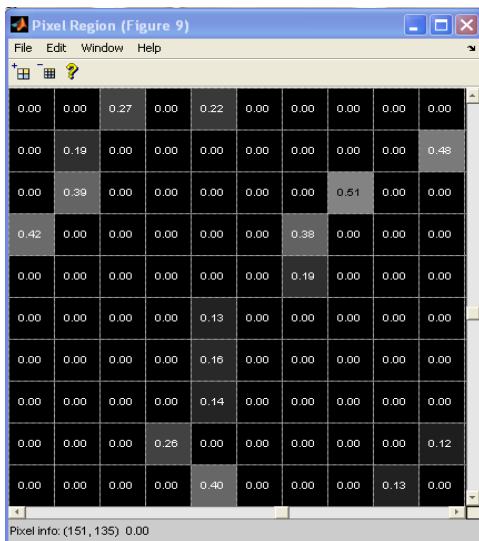 Pixel Region (Figure 9)
File Edit Window Help
0.00 0.00 0.27 0.00 0.22 0.00 0.00 0.00 0.00 0.00
0.00 0.19 0.00 0.00 0.00 0.00 0.00 0.00 0.00 0.48
0.00 0.39 0.00 0.00 0.00 0.00 0.00 0.51 0.00 0.00
0.42 0.00 0.00 0.00 0.00 0.00 0.38 0.00 0.00 0.00
0.00 0.00 0.00 0.00 0.00 0.00 0.19 0.00 0.00 0.00
0.00 0.00 0.00 0.00 0.13 0.00 0.00 0.00 0.00 0.00
0.00 0.00 0.00 0.00 0.16 0.00 0.00 0.00 0.00 0.00
0.00 0.00 0.00 0.00 0.14 0.00 0.00 0.00 0.00 0.00
0.00 0.00 0.00 0.26 0.00 0.00 0.00 0.00 0.00 0.12
0.00 0.00 0.00 0.00 0.40 0.00 0.00 0.00 0.13 0.00
Pixel info: (151, 135) 0.00